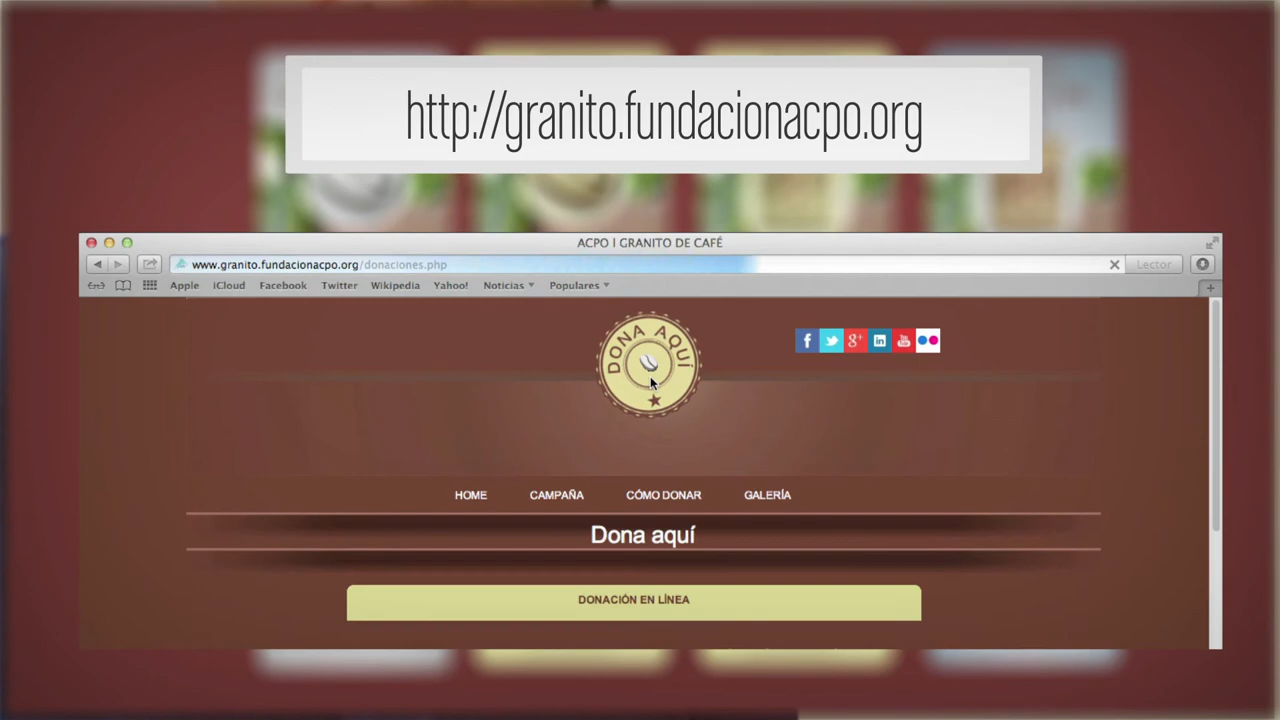 http://granito.fundacionacpo.org
ACPO | GRANITO DE CAFÉ
www.granito.fundacionacpo.org/donaciones.php
Lector
Apple iCloud Facebook Twitter Wikipedia Yahoo! Noticias Populares
DONA AQUÍ
HOME CAMPAÑA CÓMO DONAR GALERÍA
Dona aquí
DONACIÓN EN LÍNEA